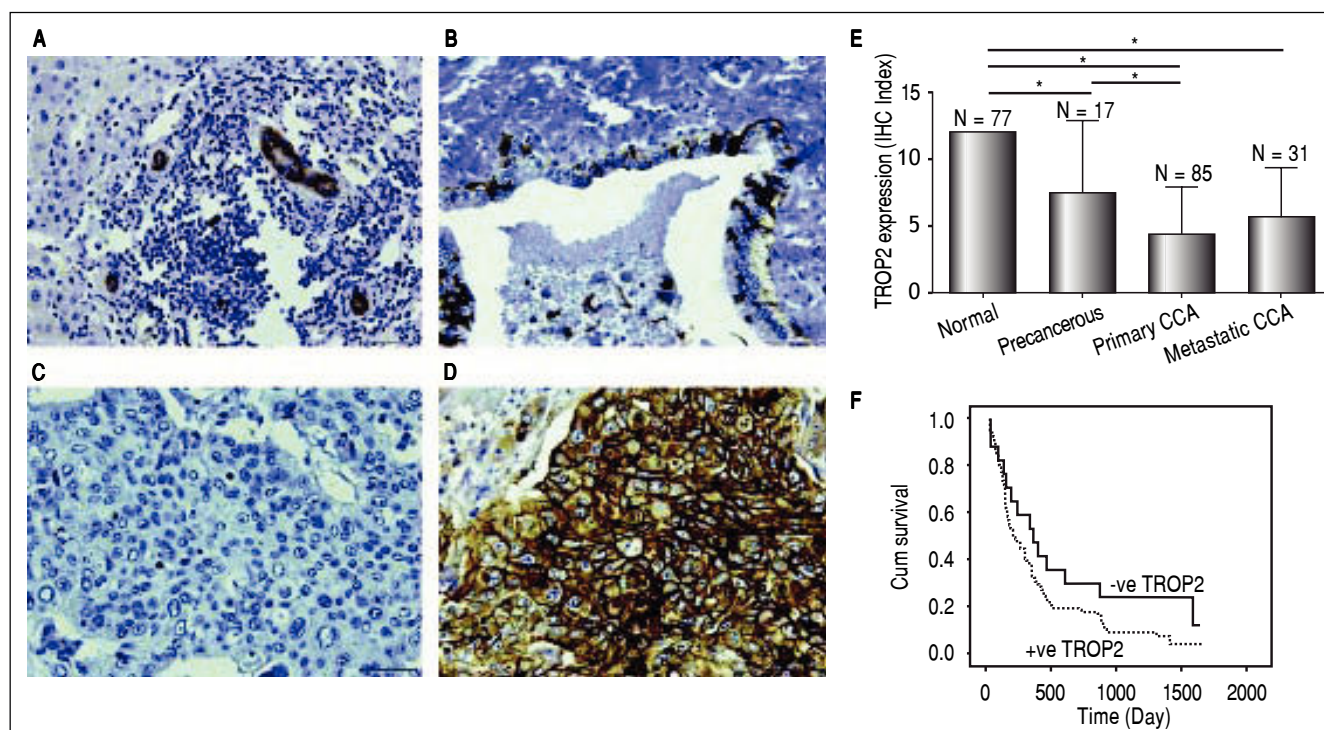 A
B
C
D
E
*
*
* *
TROP2 expression (IHC Index)
15
10
5
0
N = 77
N = 17
N = 85
N = 31
Normal
Precancerous
Primary CCA
Metastatic CCA
F
Cum survival
1.0
0.8
0.6
0.4
0.2
0.0
-ve TROP2
+ve TROP2
0 500 1000 1500 2000
Time (Day)